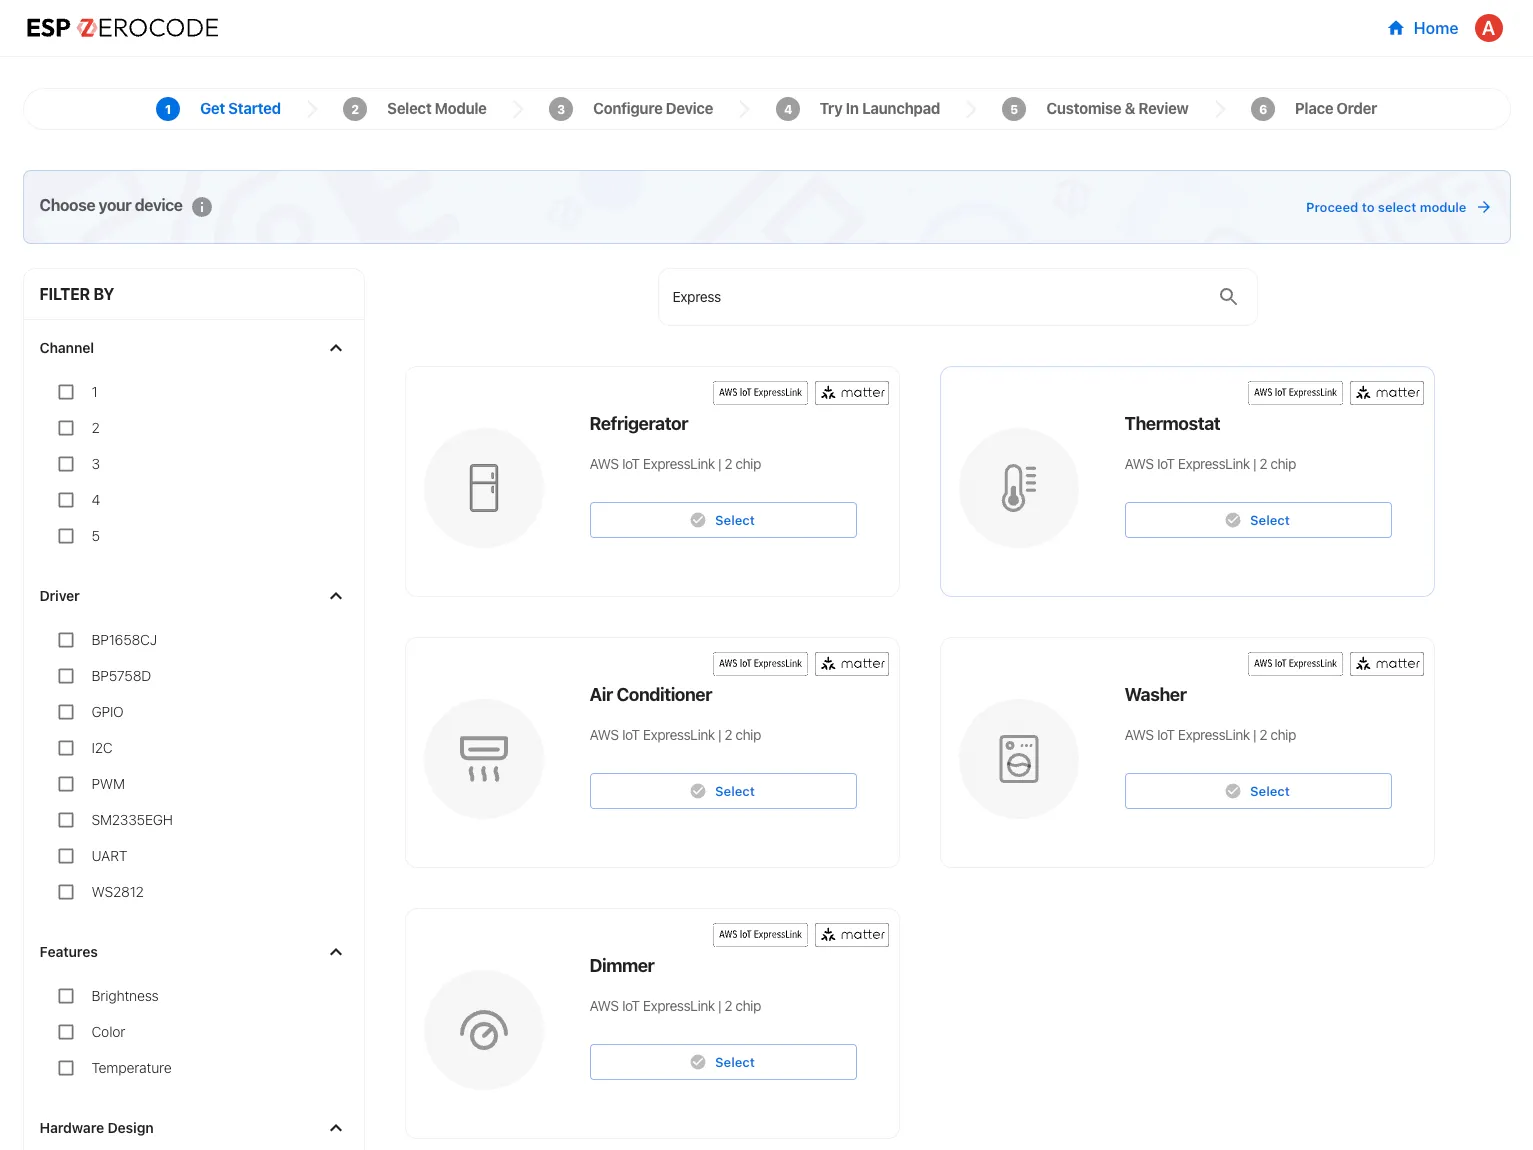 ESP ZEROCODE
Home
A
1 Get Started
2 Select Module
3 Configure Device
4 Try In Launchpad
5 Customise & Review
6 Place Order
Choose your device
Proceed to select module
FILTER BY
Channel
1
2
3
4
5
Driver
BP1658CJ
BP5758D
GPIO
I2C
PWM
SM2335EGH
UART
WS2812
Features
Brightness
Color
Temperature
Hardware Design
Express
AWS IoT ExpressLink
matter
Refrigerator
AWS IoT ExpressLink | 2 chip
Select
AWS IoT ExpressLink
matter
Thermostat
AWS IoT ExpressLink | 2 chip
Select
AWS IoT ExpressLink
matter
Air Conditioner
AWS IoT ExpressLink | 2 chip
Select
AWS IoT ExpressLink
matter
Washer
AWS IoT ExpressLink | 2 chip
Select
AWS IoT ExpressLink
matter
Dimmer
AWS IoT ExpressLink | 2 chip
Select